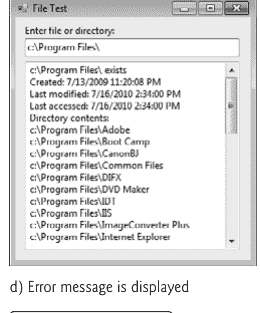 File Test
Enter file or directory:
c:\Program Files\
c:\Program Files\ exists
Created: 7/13/2009 11:20:08 PM
Last modified: 7/16/2010 2:34:00 PM
Last accessed: 7/16/2010 2:34:00 PM
Directory contents:
c:\Program Files\Adobe
c:\Program Files\Boot Camp
c:\Program Files\CanonBJ
c:\Program Files\Common Files
c:\Program Files\DIFX
c:\Program Files\DVD Maker
c:\Program Files\IDT
c:\Program Files\IIS
c:\Program Files\ImageConverter Plus
c:\Program Files\Internet Explorer
d) Error message is displayed